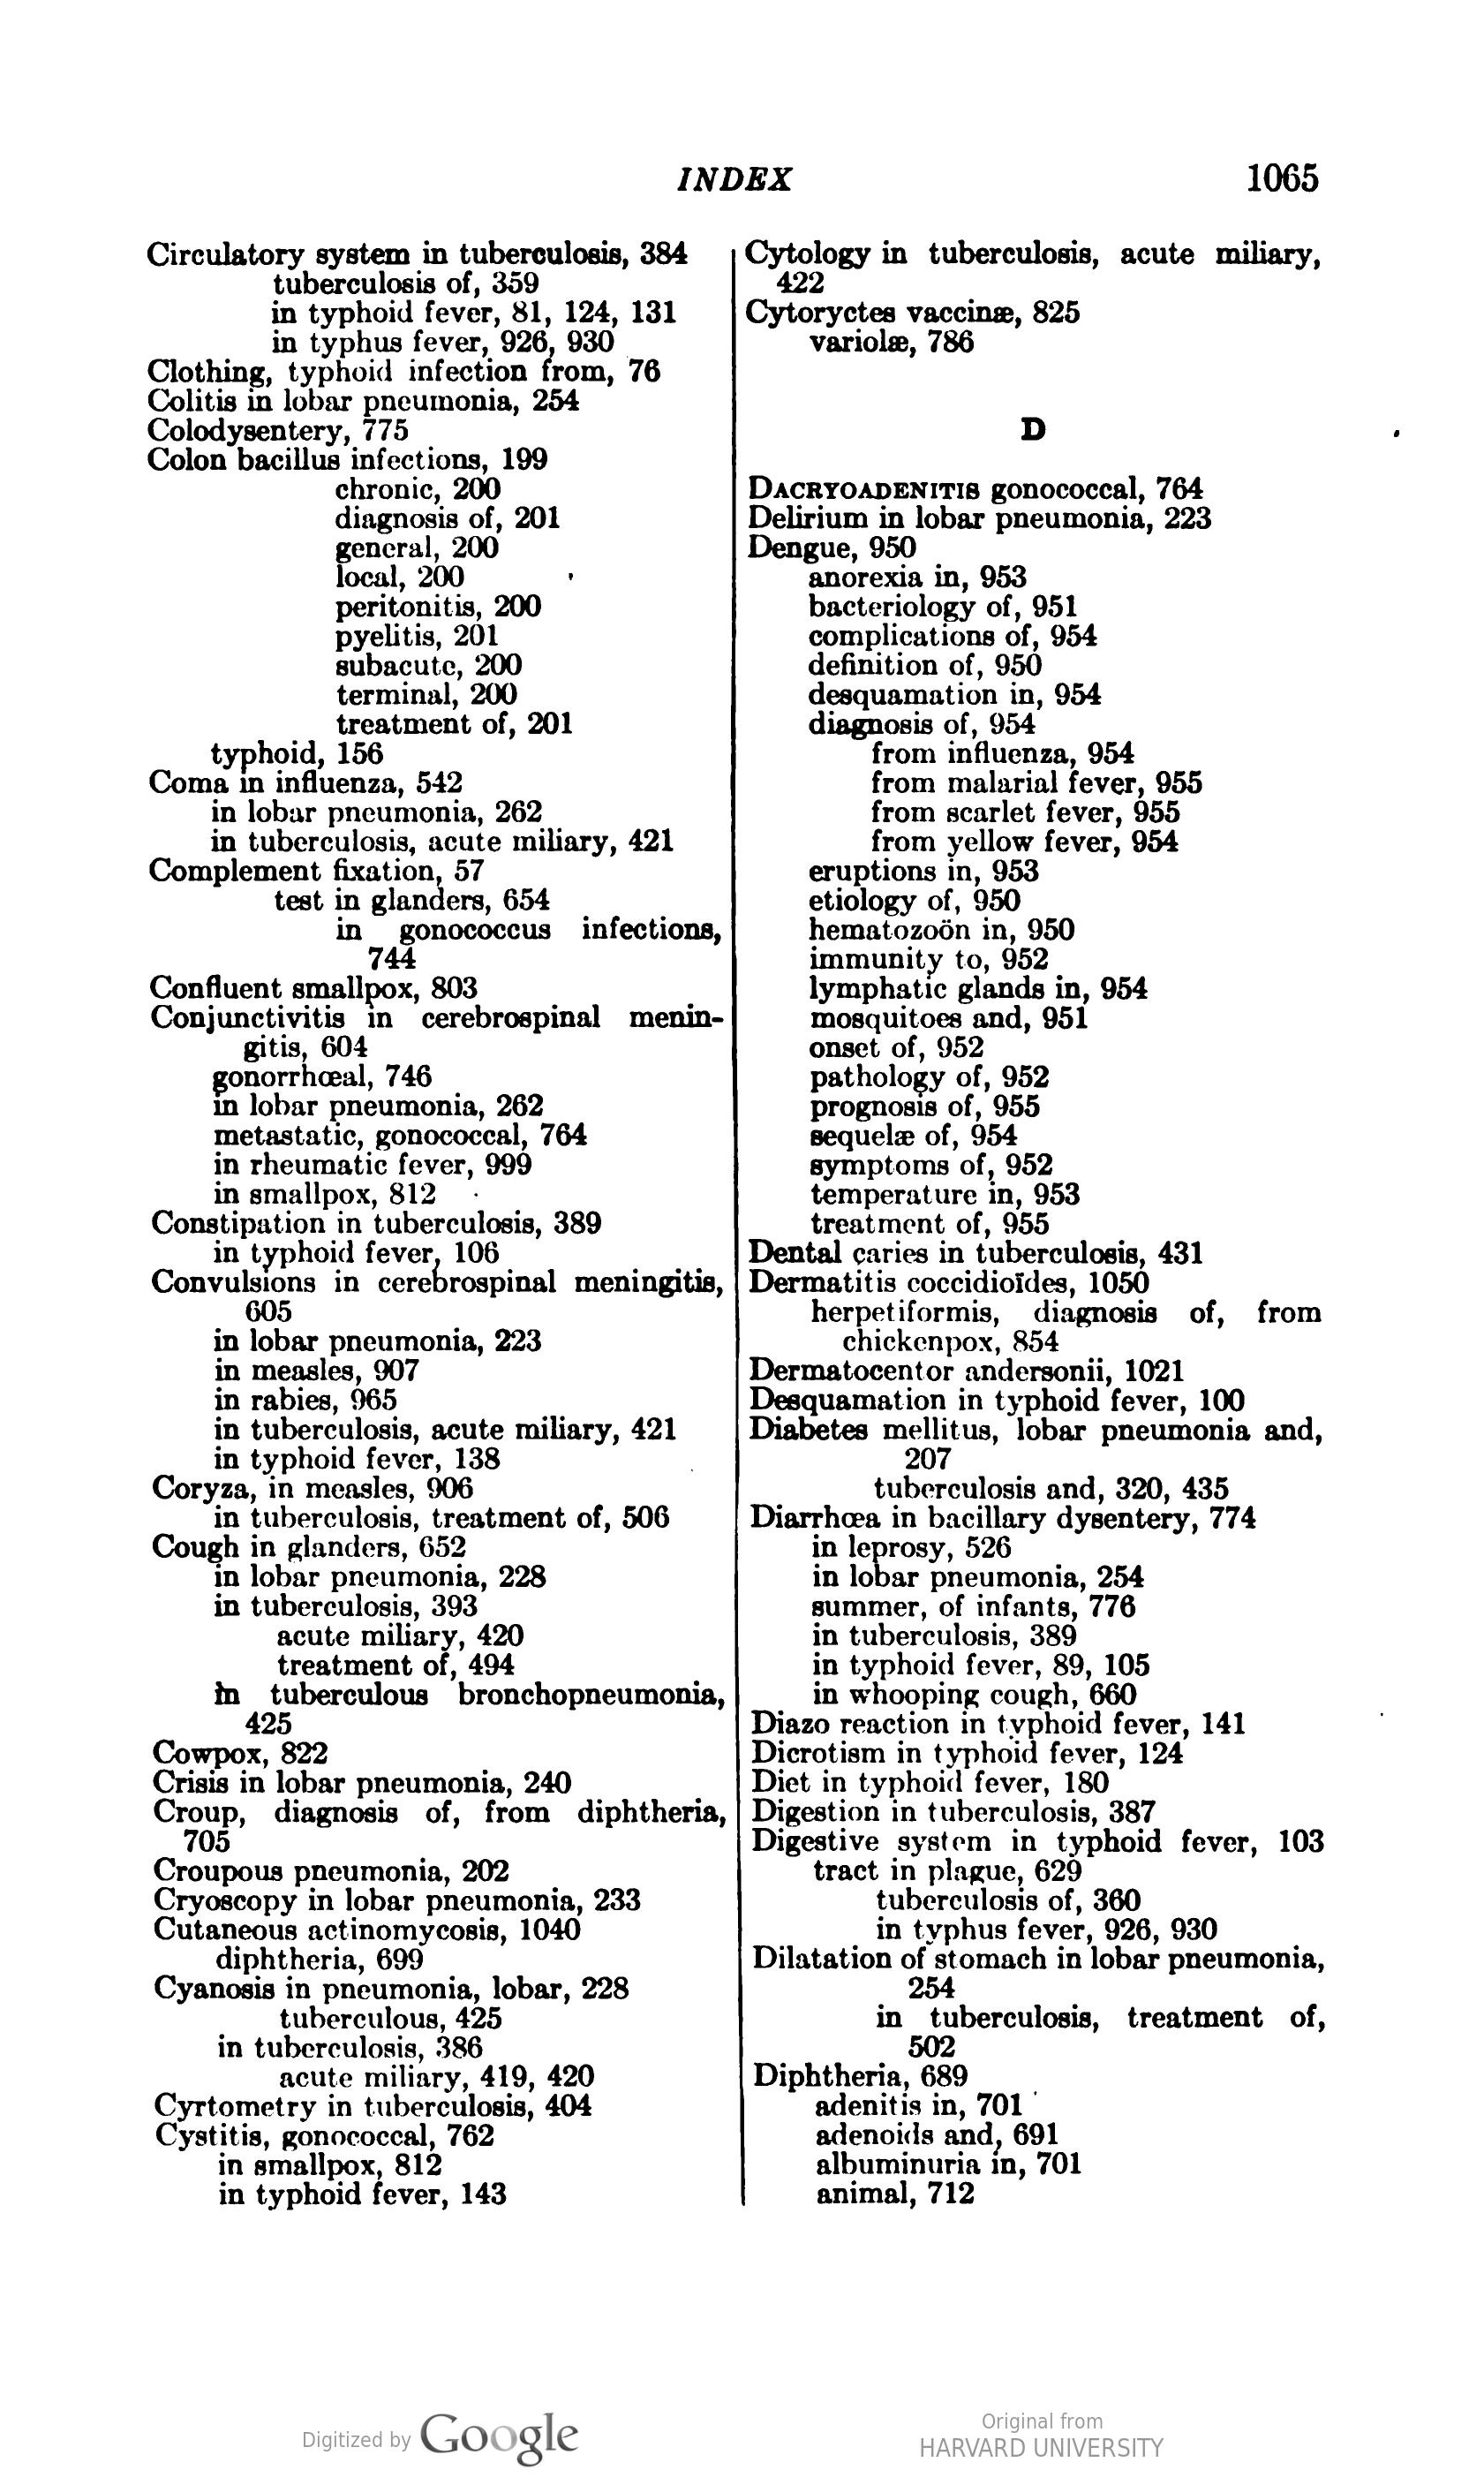 INDEX
1065
Circulatory system in tuberculosis, 384
tuberculosis of, 359
in typhoid fever, 81, 124, 131
in typhus fever, 926, 930
Clothing, typhoid infection from, 76
Colitis in lobar pneumonia, 254
Colodysentery, 775
Colon bacillus infections, 199
chronic, 200
diagnosis of, 201
general, 200
local, 200
peritonitis, 200
pyelitis, 201
subacute, 200
terminal, 200
treatment of, 201
typhoid, 156
Coma in influenza, 542
in lobar pneumonia, 262
in tuberculosis, acute miliary, 421
Complement fixation, 57
test in glanders, 654
in gonococcus infections,
744
Confluent smallpox, 803
Conjunctivitis in cerebrospinal menin-
gitis, 604
gonorrhœal, 746
in lobar pneumonia, 262
metastatic, gonococcal, 764
in rheumatic fever, 999
in smallpox, 812
Constipation in tuberculosis, 389
in typhoid fever, 106
Convulsions in cerebrospinal meningitis,
605
in lobar pneumonia, 223
in measles, 907
in rabies, 965
in tuberculosis, acute miliary, 421
in typhoid fever, 138
Coryza, in measles, 906
in tuberculosis, treatment of, 506
Cough in glanders, 652
in lobar pneumonia, 228
in tuberculosis, 393
acute miliary, 420
treatment of, 494
in tuberculous bronchopneumonia,
425
Cowpox, 822
Crisis in lobar pneumonia, 240
Croup, diagnosis of, from diphtheria,
705
Croupous pneumonia, 202
Cryoscopy in lobar pneumonia, 233
Cutaneous actinomycosis, 1040
diphtheria, 699
Cyanosis in pneumonia, lobar, 228
tuberculous, 425
in tuberculosis, 386
acute miliary, 419, 420
Cyrtometry in tuberculosis, 404
Cystitis, gonococcal, 762
in smallpox, 812
in typhoid fever, 143
Cytology in tuberculosis, acute miliary,
422
Cytoryctes vaccinæ, 825
variolæ, 786
D
DACRYOADENITIS gonococcal, 764
Delirium in lobar pneumonia, 223
Dengue, 950
anorexia in, 953
bacteriology of, 951
complications of, 954
definition of, 950
desquamation in, 954
diagnosis of, 954
from influenza, 954
from malarial fever, 955
from scarlet fever, 955
from yellow fever, 954
eruptions in, 953
etiology of, 950
hematozoön in, 950
immunity to, 952
lymphatic glands in, 954
mosquitoes and, 951
onset of, 952
pathology of, 952
prognosis of, 955
sequelæ of, 954
symptoms of, 952
temperature in, 953
treatment of, 955
Dental caries in tuberculosis, 431
Dermatitis coccidioïdes, 1050
herpetiformis, diagnosis of, from
chickenpox, 854
Dermatocentor andersonii, 1021
Desquamation in typhoid fever, 100
Diabetes mellitus, lobar pneumonia and,
207
tuberculosis and, 320, 435
Diarrhœa in bacillary dysentery, 774
in leprosy, 526
in lobar pneumonia, 254
summer, of infants, 776
in tuberculosis, 389
in typhoid fever, 89, 105
in whooping cough, 660
Diazo reaction in typhoid fever, 141
Dicrotism in typhoid fever, 124
Diet in typhoid fever, 180
Digestion in tuberculosis, 387
Digestive system in typhoid fever, 103
tract in plague, 629
tuberculosis of, 360
in typhus fever, 926, 930
Dilatation of stomach in lobar pneumonia,
254
in tuberculosis, treatment of,
502
Diphtheria, 689
adenitis in, 701
adenoids and, 691
albuminuria in, 701
animal, 712
Digitized by Google
Original from
HARVARD UNIVERSITY